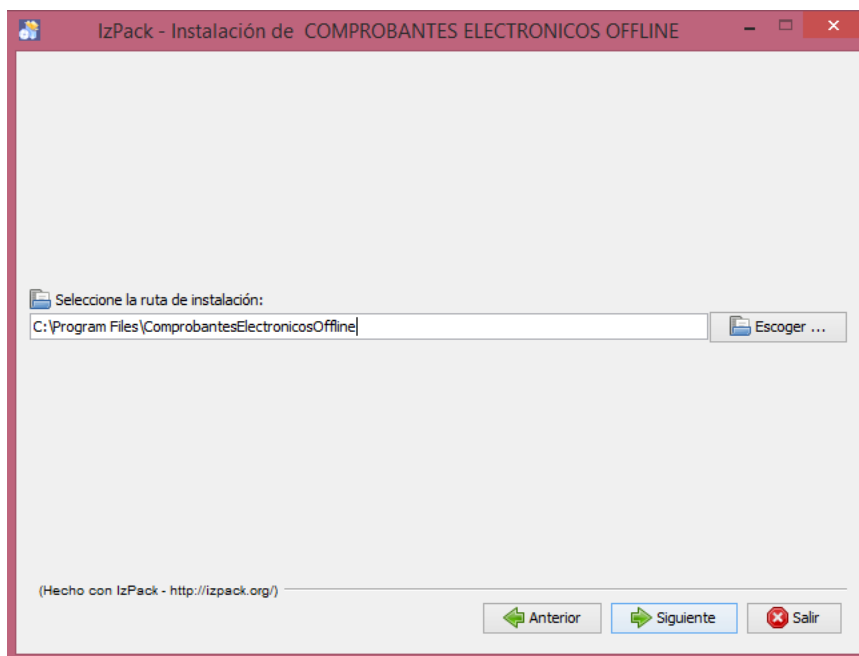 IzPack - Instalación de  COMPROBANTES ELECTRONICOS OFFLINE
Seleccione la ruta de instalación:
C:\Program Files\ComprobantesElectronicosOffline
Escoger ...
(Hecho con IzPack - http://izpack.org/)
Anterior
Siguiente
Salir